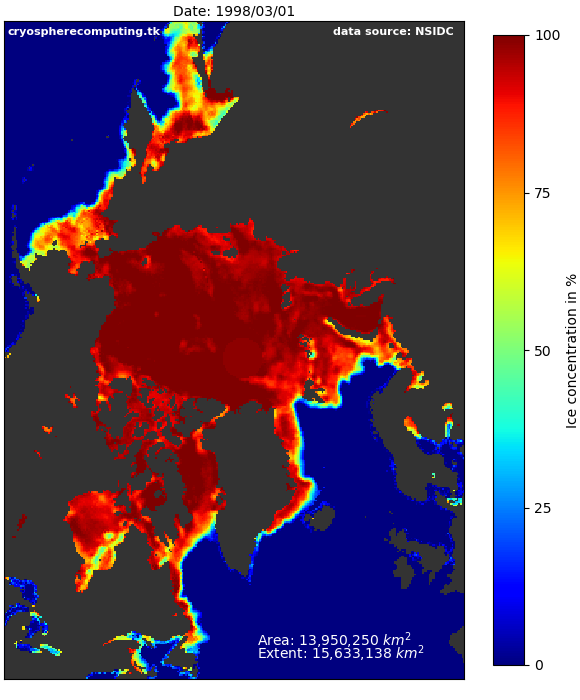 Date: 1998/03/01
cryospherecomputing.tk data source: NSIDC
100
75
50
25
0
Ice concentration in %
Area: 13,950,250 km²
Extent: 15,633,138 km²